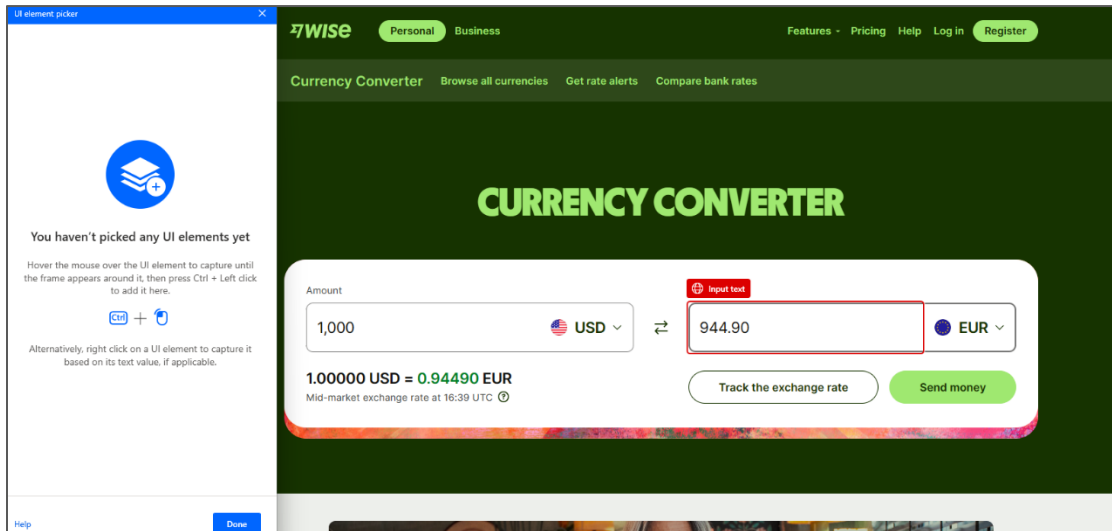 UI element picker
You haven't picked any UI elements yet
Hover the mouse over the UI element to capture until
the frame appears around it, then press Ctrl + Left click
to add it here.
Ctrl +
Alternatively, right click on a UI element to capture it
based on its text value, if applicable.
Help
Done
WISE
Personal Business
Features Pricing Help Log in Register
Currency Converter Browse all currencies Get rate alerts Compare bank rates
CURRENCY CONVERTER
Amount
Input text
1,000 USD
944.90 EUR
1.00000 USD = 0.94490 EUR
Mid-market exchange rate at 16:39 UTC
Track the exchange rate
Send money